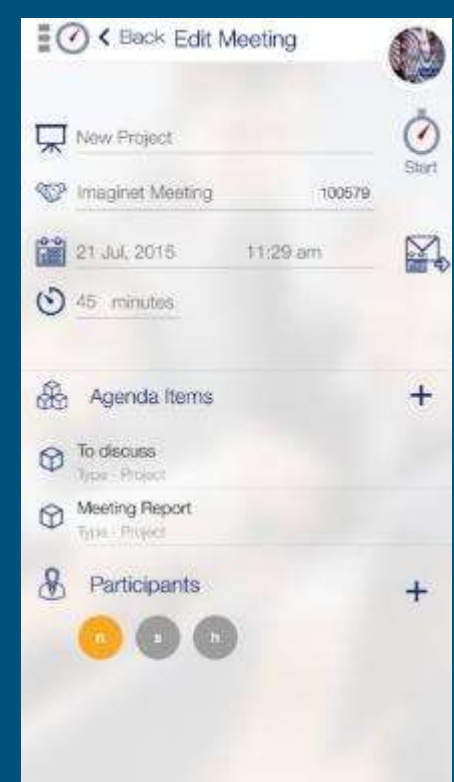 Back Edit Meeting
New Project
Start
Imaginet Meeting 100579
21 Jul, 2015 11:29 am
45 minutes
Agenda Items +
To discuss
Type - Project
Meeting Report
Type - Project
Participants +
n s h